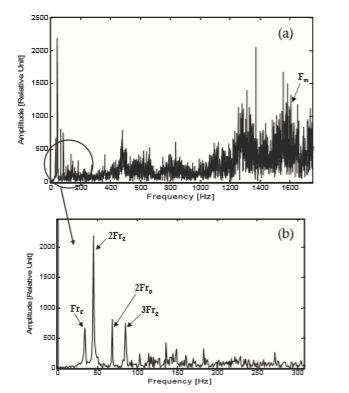 (a)
Amplitude [Relative Unit]
2500
2000
1500
1000
500
0
Fm
0 200 400 600 800 1000 1200 1400 1600
Frequency [Hz]
(b)
Amplitude [Relative Unit]
2000
1500
1000
500
0
2Frg
Frg
2Frp
3Frg
0 50 100 150 200 250 300
Frequency [Hz]